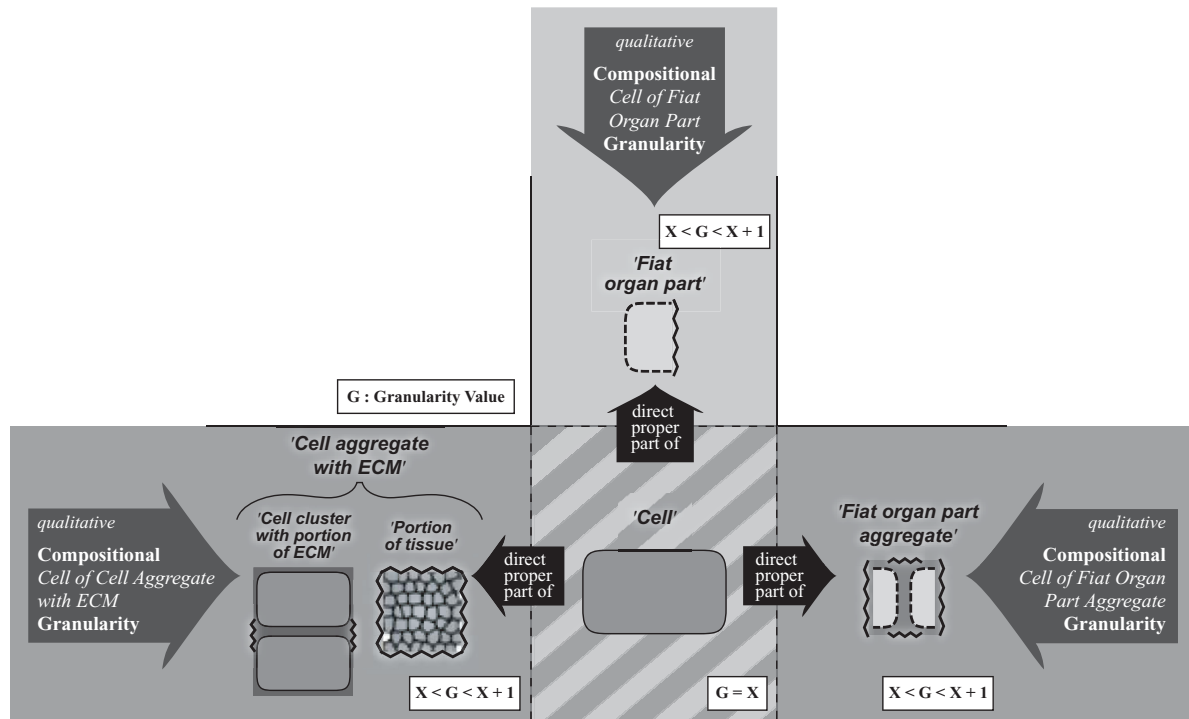 qualitative
Compositional
Cell of Fiat
Organ Part
Granularity
X < G < X + 1
'Fiat
organ part'
G : Granularity Value
direct
proper
part of
'Cell aggregate
with ECM'
qualitative
Compositional
Cell of Cell Aggregate
with ECM
Granularity
'Cell cluster
with portion
of ECM'
'Portion
of tissue'
direct
proper
part of
'Cell'
direct
proper
part of
'Fiat organ part
aggregate'
qualitative
Compositional
Cell of Fiat Organ
Part Aggregate
Granularity
X < G < X + 1
G = X
X < G < X + 1